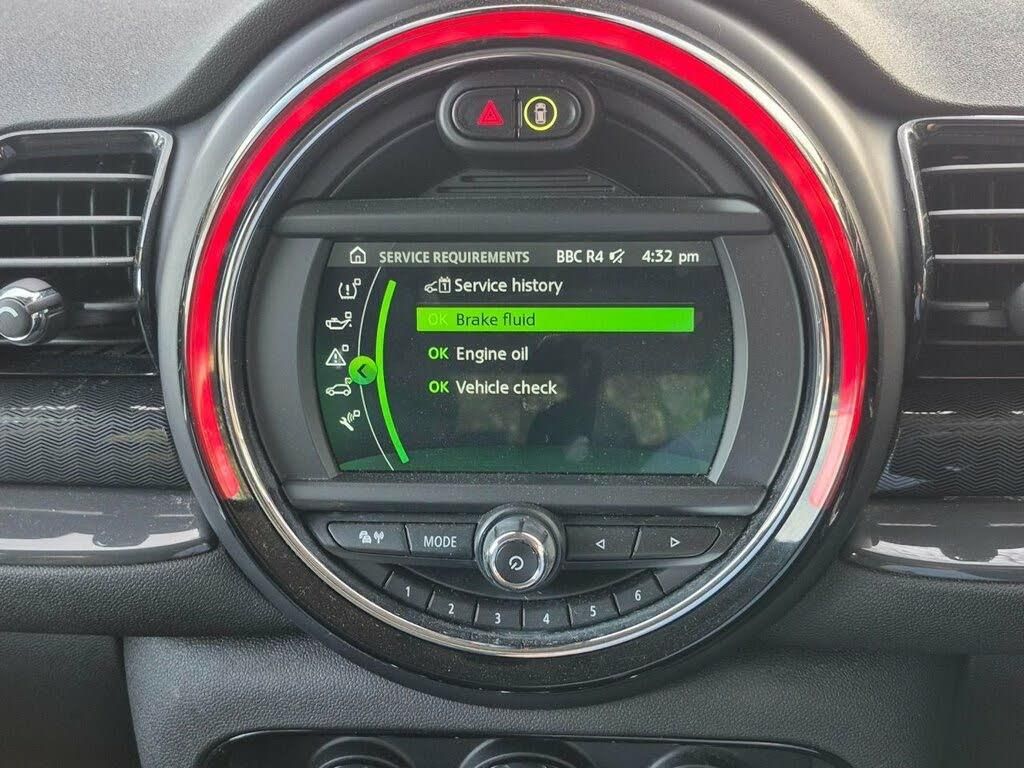 SERVICE REQUIREMENTS BBC R4 4:32 pm
Service history
OK Brake fluid
OK Engine oil
OK Vehicle check
MODE
1 2 3 4 5 6